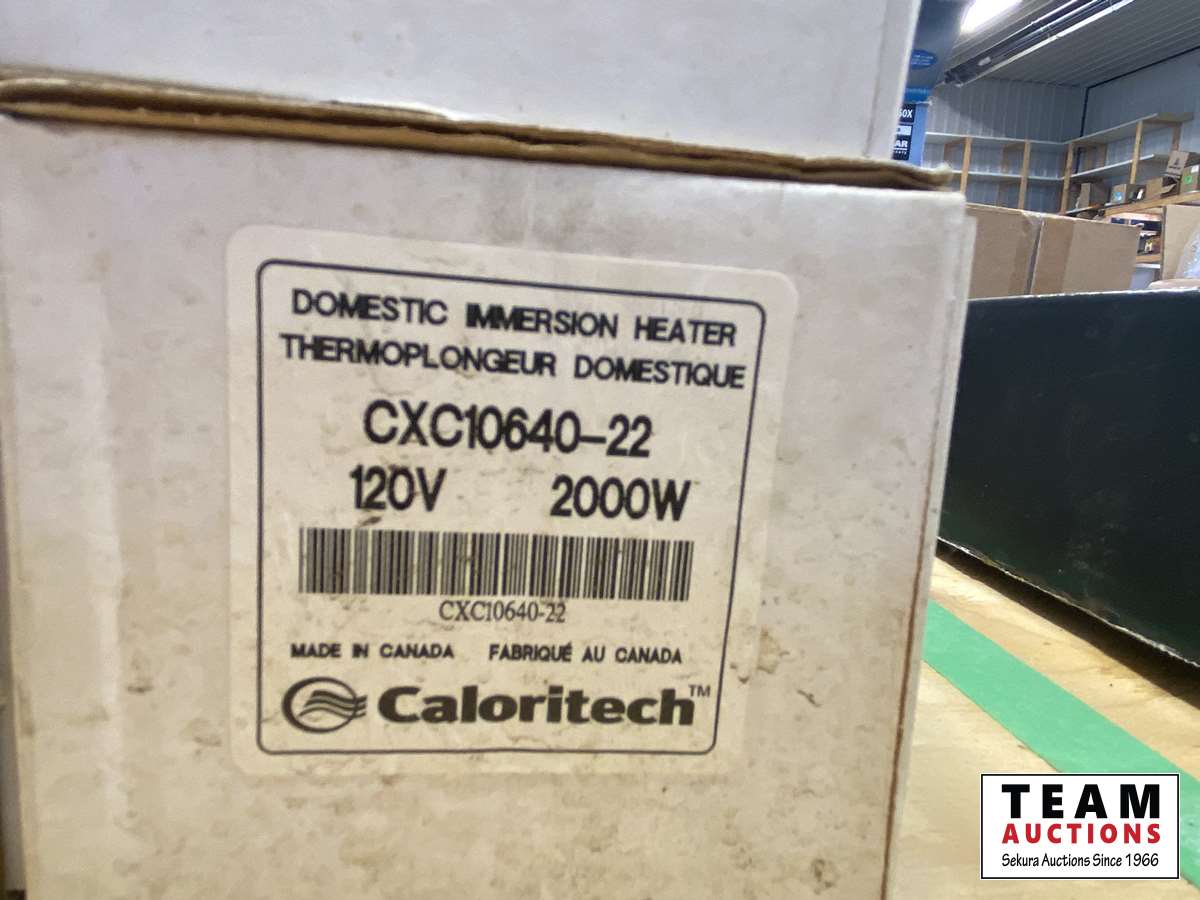 DOMESTIC IMMERSION HEATER
THERMOPLONGEUR DOMESTIQUE
CXC10640-22
120V 2000W
CXC10640-22
MADE IN CANADA FABRIQUÉ AU CANADA
Caloritech™
TEAM
AUCTIONS
Sekura Auctions Since 1966